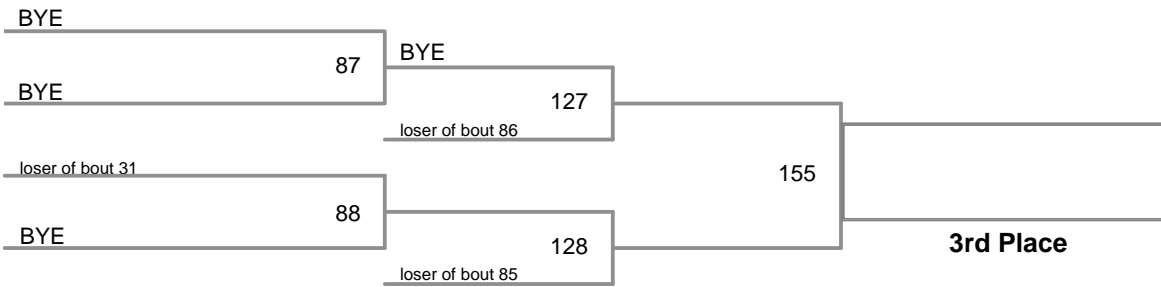 BYE
87
BYE
BYE
127
loser of bout 86
loser of bout 31
88
BYE
128
loser of bout 85
155
3rd Place